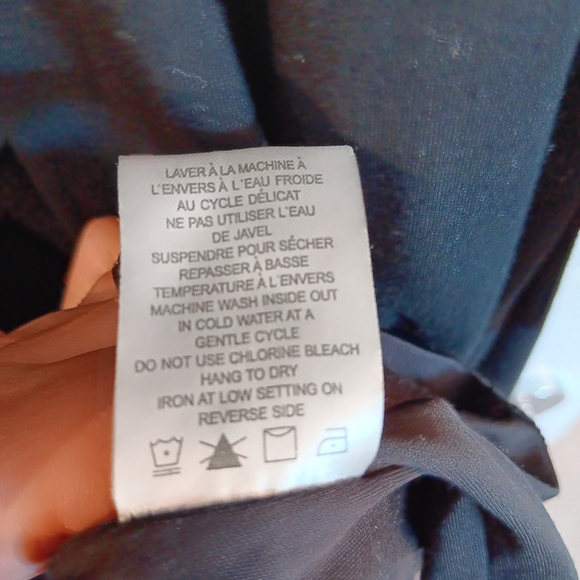 LAVER À LA MACHINE À
L'ENVERS À L'EAU FROIDE
AU CYCLE DÉLICAT
NE PAS UTILISER L'EAU
DE JAVEL
SUSPENDRE POUR SÉCHER
REPASSER À BASSE
TEMPÉRATURE À L'ENVERS
MACHINE WASH INSIDE OUT
IN COLD WATER AT A
GENTLE CYCLE
DO NOT USE CHLORINE BLEACH
HANG TO DRY
IRON AT LOW SETTING ON
REVERSE SIDE